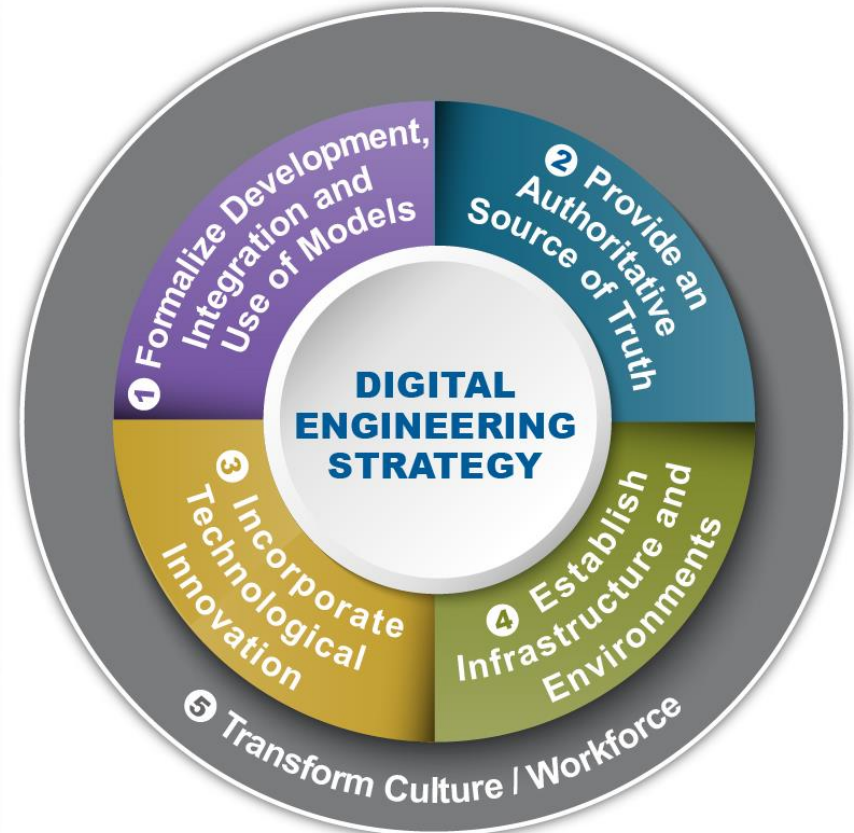 1 Formalize Development,
Integration and
Use of Models
2 Provide an
Authoritative
Source of Truth
DIGITAL
ENGINEERING
STRATEGY
3 Incorporate
Technological
Innovation
4 Establish
Infrastructure and
Environments
5 Transform Culture / Workforce